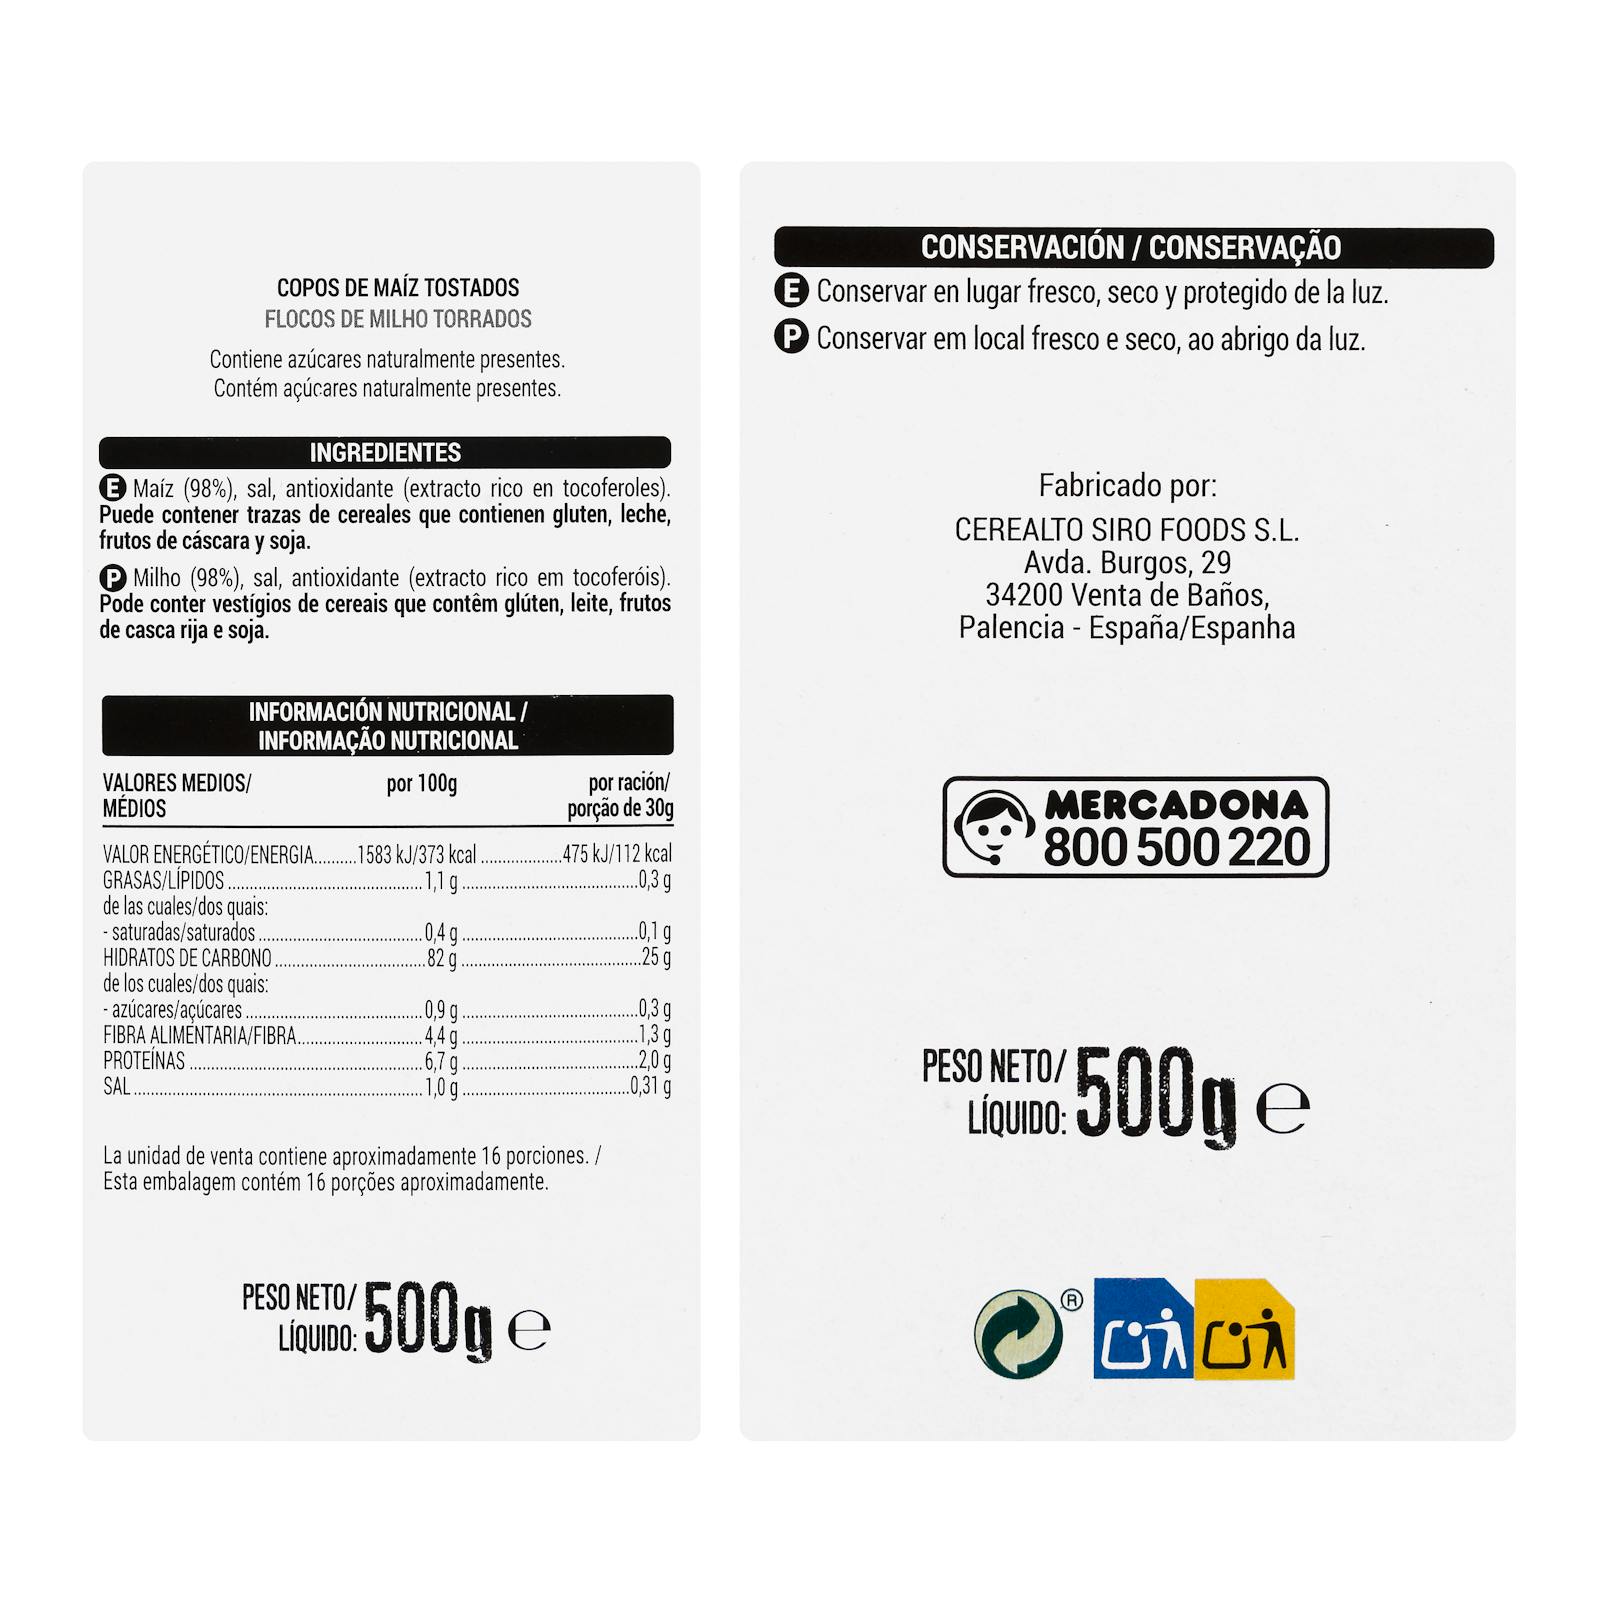 COPOS DE MAÍZ TOSTADOS
FLOCOS DE MILHO TORRADOS
Contiene azúcares naturalmente presentes.
Contém açúcares naturalmente presentes.
INGREDIENTES
E Maíz (98%), sal, antioxidante (extracto rico en tocoferoles).
Puede contener trazas de cereales que contienen gluten, leche,
frutos de cáscara y soja.
P Milho (98%), sal, antioxidante (extracto rico em tocoferóis).
Pode conter vestígios de cereais que contêm glúten, leite, frutos
de casca rija e soja.
INFORMACIÓN NUTRICIONAL /
INFORMAÇÃO NUTRICIONAL
VALORES MEDIOS/ por 100g por ración/
MÉDIOS porção de 30g
VALOR ENERGÉTICO/ENERGIA.........1583 kJ/373 kcal..................475 kJ/112 kcal
GRASAS/LÍPIDOS..........1,1 g..........0,3 g
de las cuales/dos quais:
- saturadas/saturados..........0,4 g..........0,1 g
HIDRATOS DE CARBONO..........82 g..........25 g
de los cuales/dos quais:
- azúcares/açúcares..........0,9 g..........0,3 g
FIBRA ALIMENTARIA/FIBRA..........4,4 g..........1,3 g
PROTEÍNAS..........6,7 g..........2,0 g
SAL..........1,0 g..........0,31 g
La unidad de venta contiene aproximadamente 16 porciones. /
Esta embalagem contém 16 porções aproximadamente.
PESO NETO/
LÍQUIDO: 500g ℮
CONSERVACIÓN / CONSERVAÇÃO
E Conservar en lugar fresco, seco y protegido de la luz.
P Conservar em local fresco e seco, ao abrigo da luz.
Fabricado por:
CEREALTO SIRO FOODS S.L.
Avda. Burgos, 29
34200 Venta de Baños,
Palencia - España/Espanha
MERCADONA
800 500 220
PESO NETO/
LÍQUIDO: 500g ℮
®